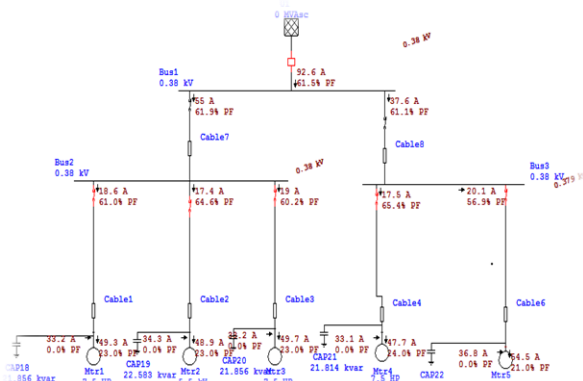 0 MVAsc
0.38 kV
92.6 A
61.5% PF
Bus1
0.38 kV
55 A
61.9% PF
37.6 A
61.1% PF
Cable7
Cable8
Bus2
0.38 kV
0.38 kV
Bus3
0.38 kV
0.379
18.6 A
61.0% PF
17.4 A
64.6% PF
19 A
60.2% PF
17.5 A
65.4% PF
20.1 A
56.9% PF
Cable1
Cable2
Cable3
Cable4
Cable6
33.2 A
0.0% PF
49.3 A
23.0% PF
34.3 A
0.0% PF
48.9 A
23.0% PF
0.0% PF
49.7 A
23.0% PF
33.1 A
0.0% PF
47.7 A
24.0% PF
36.8 A
0.0% PF
54.5 A
21.0% PF
CAP18
21.856 kvar
Mtr1
CAP19
22.583 kvar
Mtr2
CAP20
21.856 kvar
Mtr3
CAP21
21.814 kvar
Mtr4
7.5 HP
CAP22
Mtr5